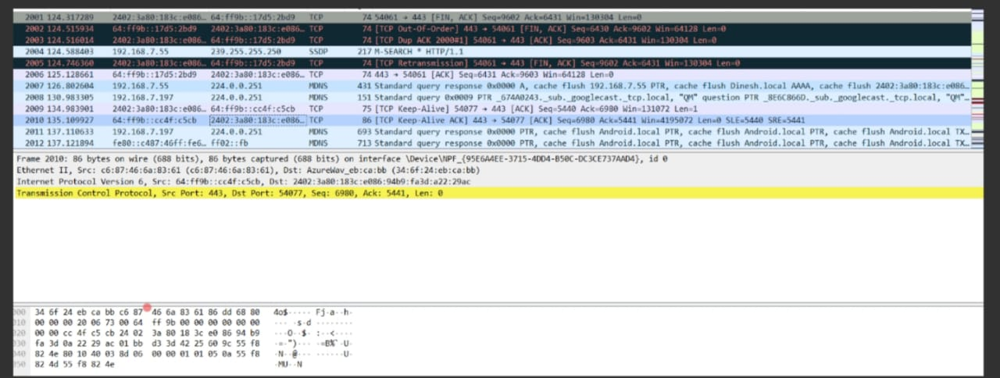 2001 124.317289 2402:3a80:183c:e086… 64:ff9b::17d5:2bd9 TCP 74 54061 → 443 [FIN, ACK] Seq=9602 Ack=6431 Win=130304 Len=0
2002 124.515934 64:ff9b::17d5:2bd9 2402:3a80:183c:e086… TCP 74 [TCP Out-Of-Order] 443 → 54061 [FIN, ACK] Seq=6430 Ack=9602 Win=64128 Len=0
2003 124.516014 2402:3a80:183c:e086… 64:ff9b::17d5:2bd9 TCP 74 [TCP Dup ACK 2000#1] 54061 → 443 [ACK] Seq=9603 Ack=6431 Win=130304 Len=0
2004 124.588403 192.168.7.55 239.255.255.250 SSDP 217 M-SEARCH * HTTP/1.1
2005 124.746360 2402:3a80:183c:e086… 64:ff9b::17d5:2bd9 TCP 74 [TCP Retransmission] 54061 → 443 [FIN, ACK] Seq=9602 Ack=6431 Win=130304 Len=0
2006 125.128661 64:ff9b::17d5:2bd9 2402:3a80:183c:e086… TCP 74 443 → 54061 [ACK] Seq=6431 Ack=9603 Win=64128 Len=0
2007 126.802604 192.168.7.55 224.0.0.251 MDNS 431 Standard query response 0x0000 A, cache flush 192.168.7.55 PTR, cache flush Dinesh.local AAAA, cache flush 2402:3a80:183c:e086…
2008 130.983305 192.168.7.197 224.0.0.251 MDNS 151 Standard query 0x0009 PTR _674A0243._sub._googlecast._tcp.local, "QM" question PTR _8E6C866D._sub._googlecast._tcp.local, "QM"…
2009 134.983901 2402:3a80:183c:e086… 64:ff9b::cc4f:c5cb TCP 75 [TCP Keep-Alive] 54077 → 443 [ACK] Seq=5440 Ack=6980 Win=131072 Len=1
2010 135.109927 64:ff9b::cc4f:c5cb 2402:3a80:183c:e086… TCP 86 [TCP Keep-Alive ACK] 443 → 54077 [ACK] Seq=6980 Ack=5441 Win=4195072 Len=0 SLE=5440 SRE=5441
2011 137.110633 192.168.7.197 224.0.0.251 MDNS 693 Standard query response 0x0000 PTR, cache flush Android.local PTR, cache flush Android.local PTR, cache flush Android.local TX…
2012 137.121894 fe80::c487:46ff:fe6… ff02::fb MDNS 713 Standard query response 0x0000 PTR, cache flush Android.local PTR, cache flush Android.local PTR, cache flush Android.local TX…
Frame 2010: 86 bytes on wire (688 bits), 86 bytes captured (688 bits) on interface \Device\NPF_{95E6A4EE-3715-4DD4-B50C-DC3CE737AAD4}, id 0
Ethernet II, Src: c6:87:46:6a:83:61 (c6:87:46:6a:83:61), Dst: AzureWav_eb:ca:bb (34:6f:24:eb:ca:bb)
Internet Protocol Version 6, Src: 64:ff9b::cc4f:c5cb, Dst: 2402:3a80:183c:e086:94b9:fa3d:a22:29ac
Transmission Control Protocol, Src Port: 443, Dst Port: 54077, Seq: 6980, Ack: 5441, Len: 0
000 34 6f 24 eb ca bb c6 87 46 6a 83 61 86 dd 68 80 4o$····· Fj·a··h·
010 00 00 00 20 06 73 00 64 ff 9b 00 00 00 00 00 00 ··· ·s·d ········
020 00 00 cc 4f c5 cb 24 02 3a 80 18 3c e0 86 94 b9 ···O··$· :··<····
030 fa 3d 0a 22 29 ac 01 bb d3 3d 42 25 60 9c 55 f8 ·=·")··· ·=B%`·U·
040 82 4e 80 10 40 03 8d 06 00 00 01 01 05 0a 55 f8 ·N··@··· ······U·
050 82 4d 55 f8 82 4e ·MU··N